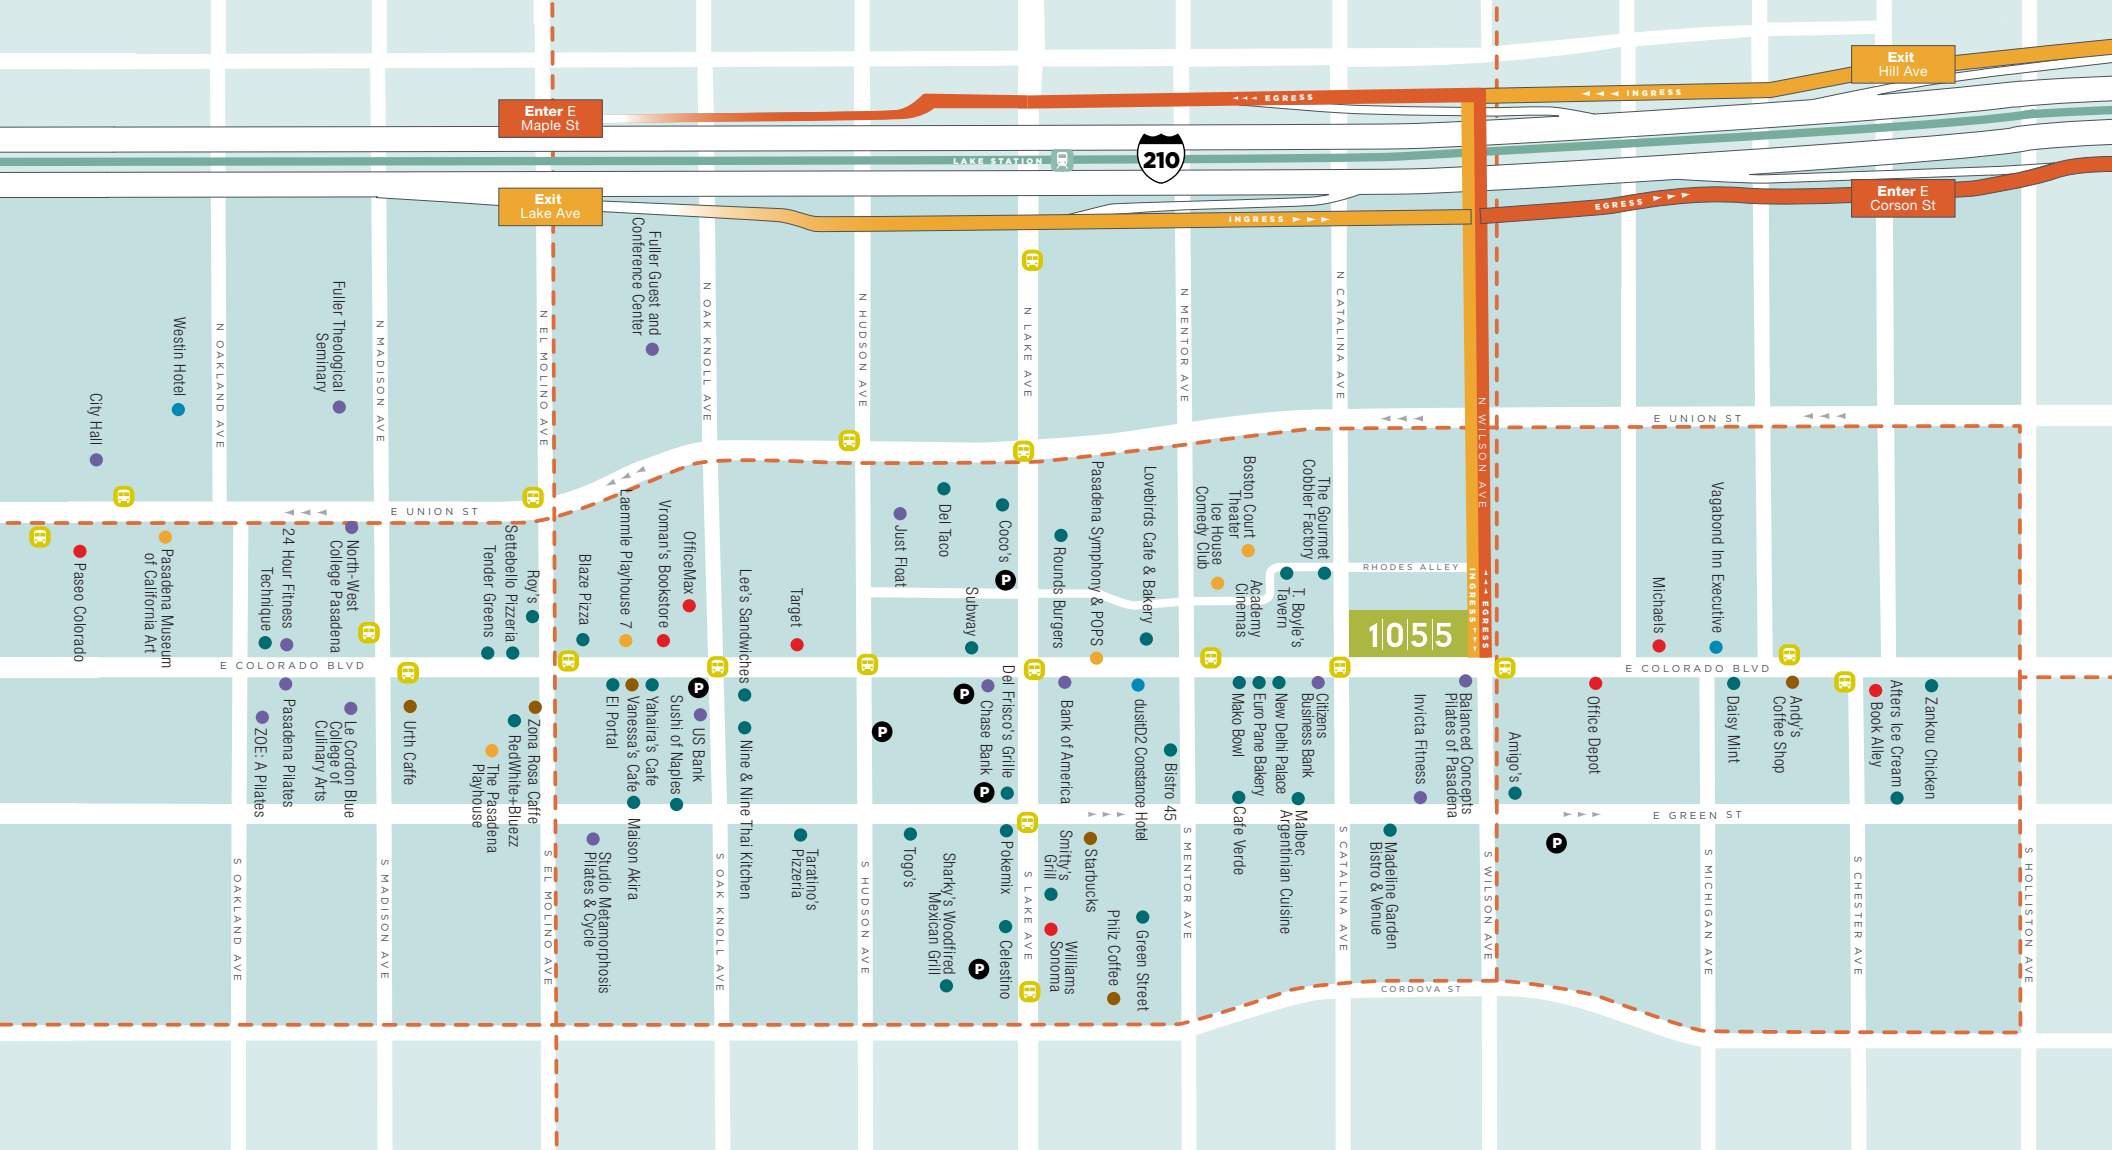 Exit
Hill Ave
Enter E
Maple St
EGRESS
INGRESS
LAKE STATION
210
Exit
Lake Ave
INGRESS
EGRESS
Enter E
Corson St
Fuller Guest and
Conference Center
Westin Hotel
Fuller Theological
Seminary
City Hall
N OAKLAND AVE
N MADISON AVE
N EL MOLINO AVE
N OAK KNOLL AVE
N HUDSON AVE
N LAKE AVE
N MENTOR AVE
N CATALINA AVE
N WILSON AVE
E UNION ST
E UNION ST
Paseo Colorado
Pasadena Museum
of California Art
Technique
24 Hour Fitness
North-West
College Pasadena
Tender Greens
Settebello Pizzeria
Roy's
Blaze Pizza
Laemmle Playhouse 7
Vroman's Bookstore
OfficeMax
Lee's Sandwiches
Target
Just Float
Del Taco
Subway
Coco's
P
Rounds Burgers
Pasadena Symphony & POPS
Lovebirds Cafe & Bakery
Ice House
Comedy Club
Boston Court
Theater
Academy
Cinemas
The Gourmet
Cobbler Factory
T. Boyle's
Tavern
RHODES ALLEY
1055
INGRESS
EGRESS
Michaels
Vagabond Inn Executive
E COLORADO BLVD
E COLORADO BLVD
ZOE: A Pilates
Pasadena Pilates
Le Cordon Blue
College of
Culinary Arts
Urth Caffe
The Pasadena
Playhouse
RedWhite+Bluezz
Zona Rosa Caffe
El Portal
Vanessa's Cafe
Yahaira's Cafe
Sushi of Naples
P
US Bank
Nine & Nine Thai Kitchen
P
P
Chase Bank
P
Del Frisco's Grille
Bank of America
dusitD2 Constance Hotel
Bistro 45
Mako Bowl
Euro Pane Bakery
New Delhi Palace
Citizens
Business Bank
Invicta Fitness
Balanced Concepts
Pilates of Pasadena
Amigo's
Office Depot
Daisy Mint
Andy's
Coffee Shop
Book Alley
Afters Ice Cream
Zankou Chicken
E GREEN ST
P
Studio Metamorphosis
Pilates & Cycle
Maison Akira
Taratino's
Pizzeria
Togo's
Sharky's Woodfired
Mexican Grill
Pokemix
Celestino
P
Smitty's
Grill
Williams
Sonoma
Starbucks
Philz Coffee
Green Street
Cafe Verde
Malbec
Argentinian Cuisine
Madeline Garden
Bistro & Venue
S OAKLAND AVE
S MADISON AVE
S EL MOLINO AVE
S OAK KNOLL AVE
S HUDSON AVE
S LAKE AVE
S MENTOR AVE
S CATALINA AVE
S WILSON AVE
S MICHIGAN AVE
S CHESTER AVE
S HOLLISTON AVE
CORDOVA ST